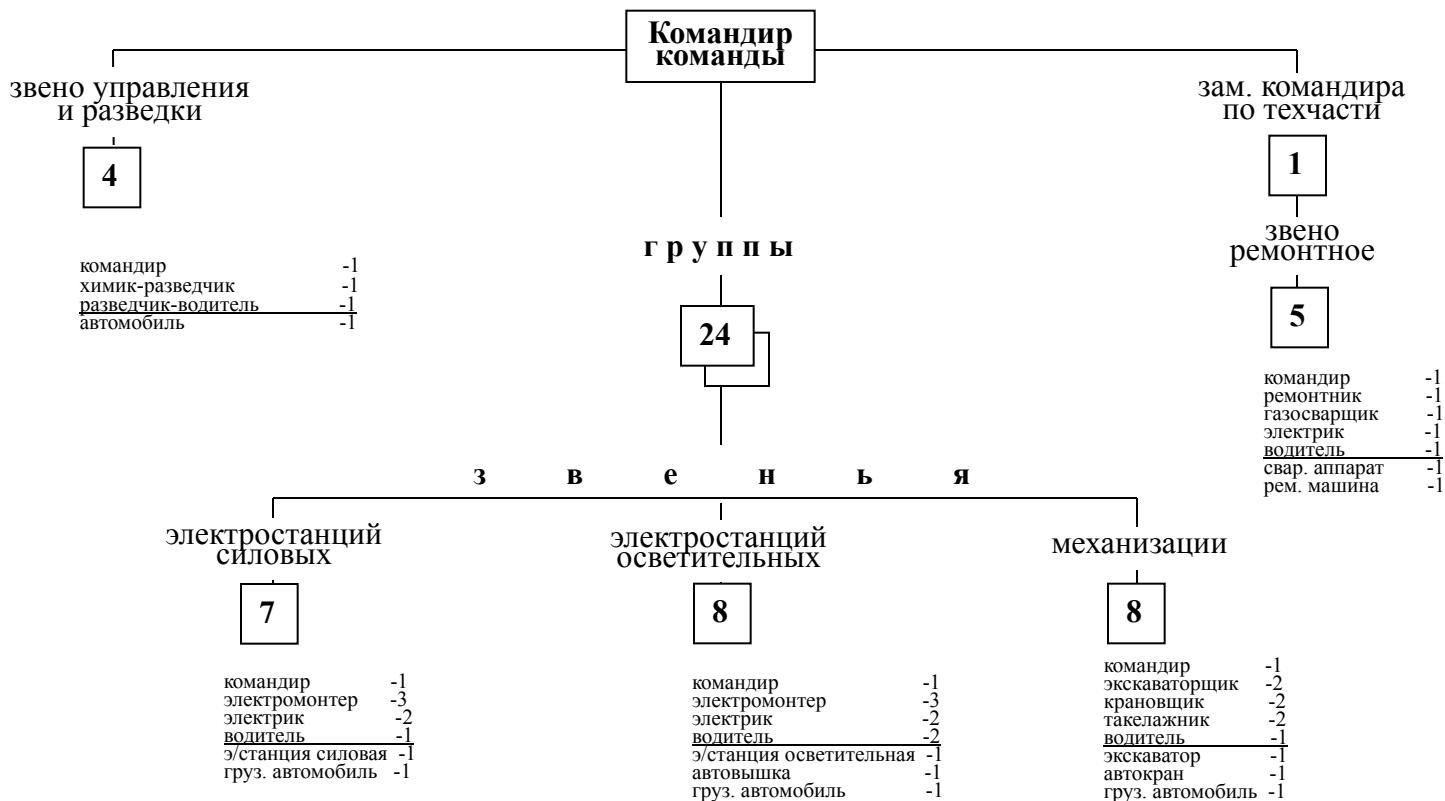 Командир
команды
звено управления
и разведки
4
командир -1
химик-разведчик -1
разведчик-водитель -1
автомобиль -1
зам. командира
по техчасти
1
звено
ремонтное
5
командир -1
ремонтник -1
газосварщик -1
электрик -1
водитель -1
свар. аппарат -1
рем. машина -1
г р у п п ы
24
з в е н ь я
электростанций
силовых
7
командир -1
электромонтер -3
электрик -2
водитель -1
э/станция силовая -1
груз. автомобиль -1
электростанций
осветительных
8
командир -1
электромонтер -3
электрик -2
водитель -2
э/станция осветительная -1
автовышка -1
груз. автомобиль -1
механизации
8
командир -1
экскаваторщик -2
крановщик -2
такелажник -2
водитель -1
экскаватор -1
автокран -1
груз. автомобиль -1